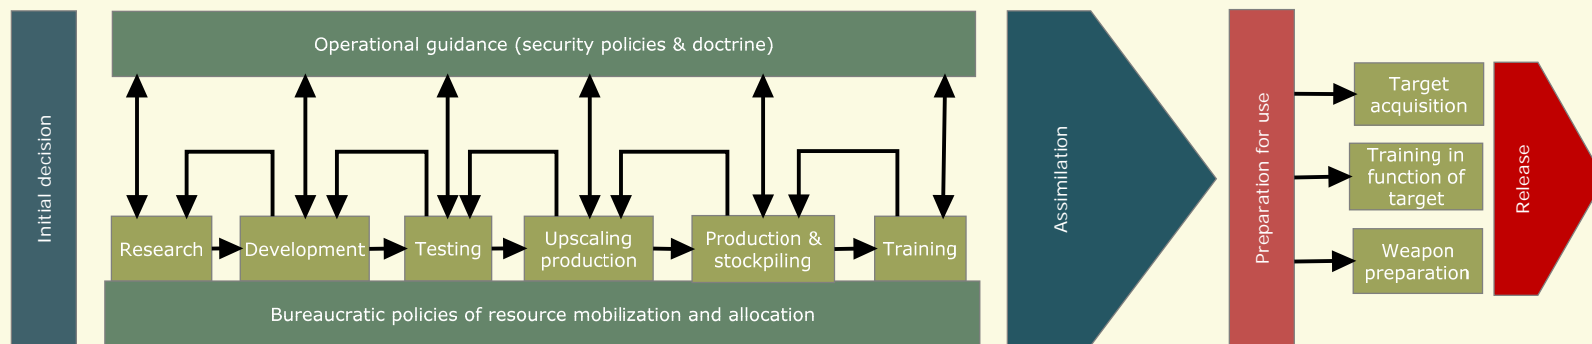 Initial decision
Operational guidance (security policies & doctrine)
Research
Development
Testing
Upscaling
production
Production &
stockpiling
Training
Bureaucratic policies of resource mobilization and allocation
Assimilation
Preparation for use
Target
acquisition
Training in
function of
target
Weapon
preparation
Release